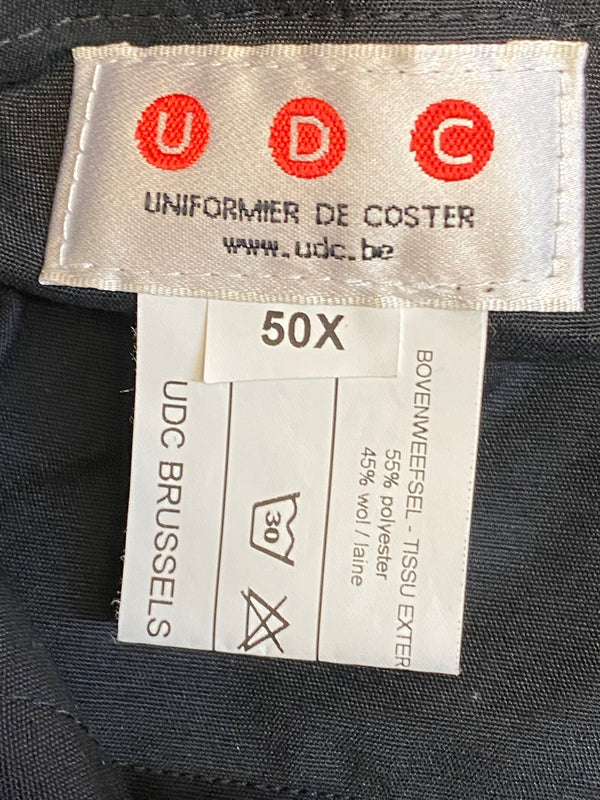 U D C
UNIFORMIER DE COSTER
www.udc.be
50X
UDC BRUSSELS
30
BOVENWEEFSEL - TISSU EXTER
55% polyester
45% wol / laine